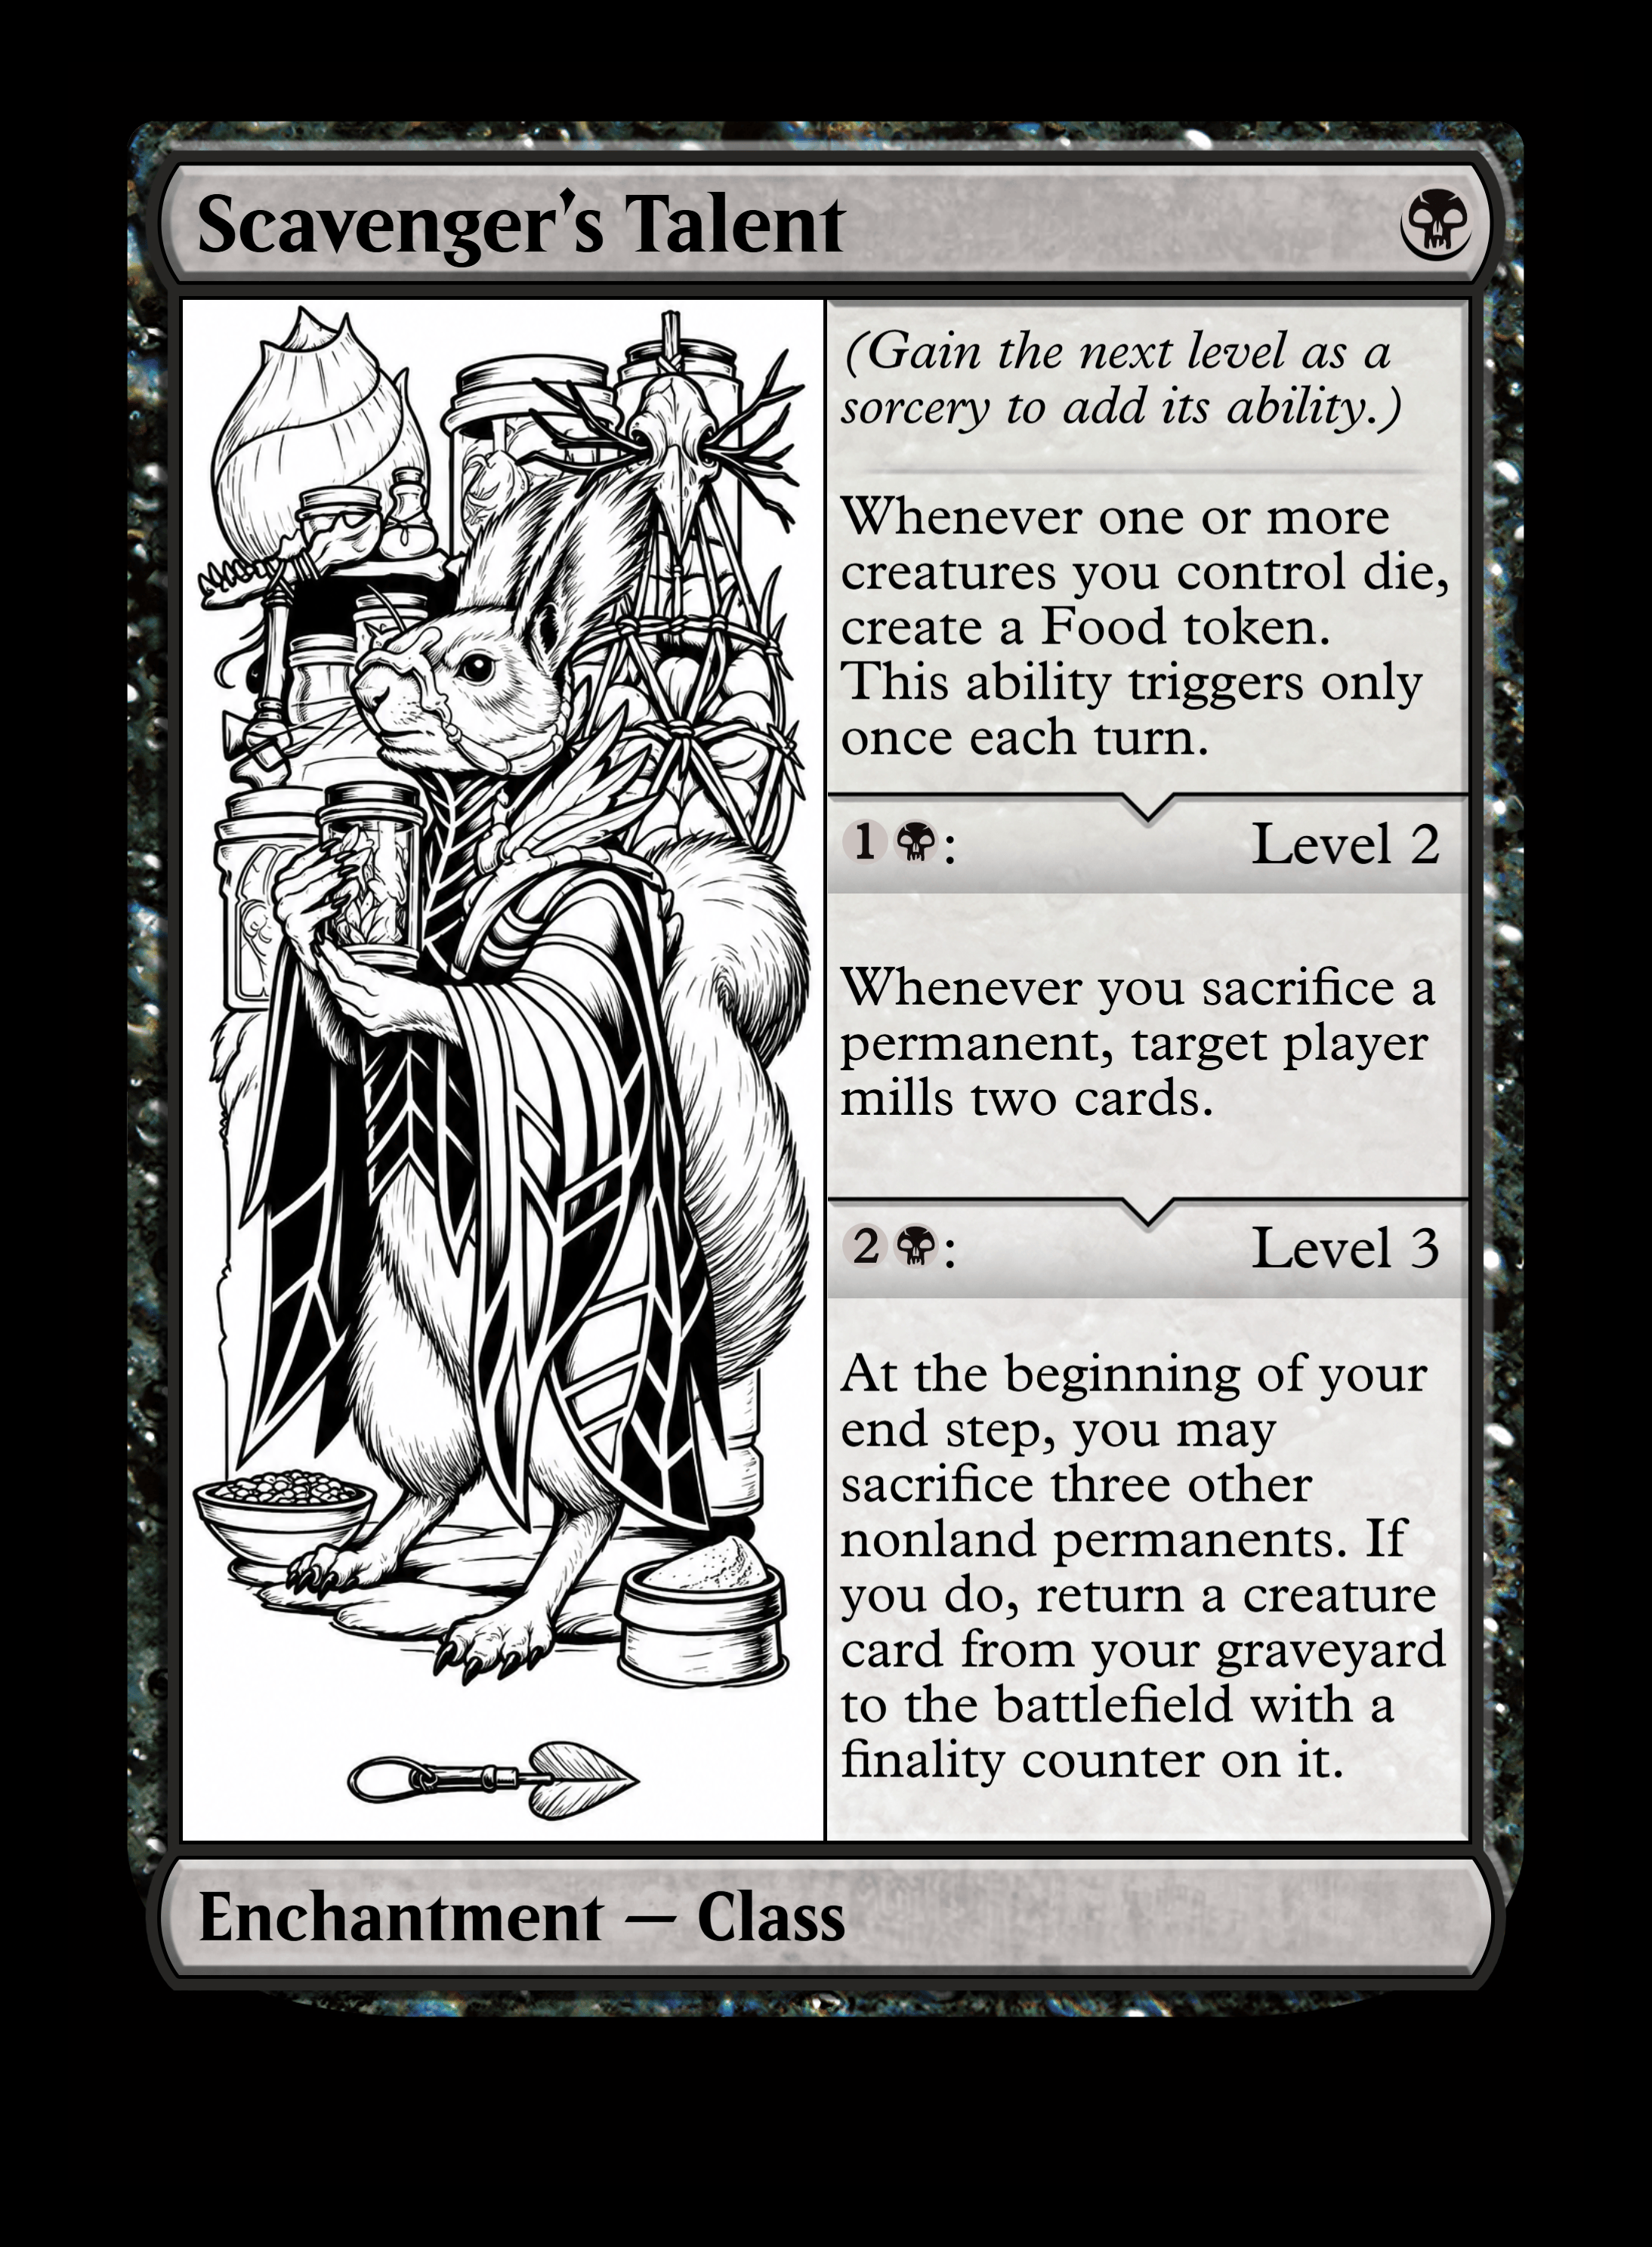 Scavenger's Talent
(Gain the next level as a
sorcery to add its ability.)
Whenever one or more
creatures you control die,
create a Food token.
This ability triggers only
once each turn.
1 : Level 2
Whenever you sacrifice a
permanent, target player
mills two cards.
2 : Level 3
At the beginning of your
end step, you may
sacrifice three other
nonland permanents. If
you do, return a creature
card from your graveyard
to the battlefield with a
finality counter on it.
Enchantment — Class